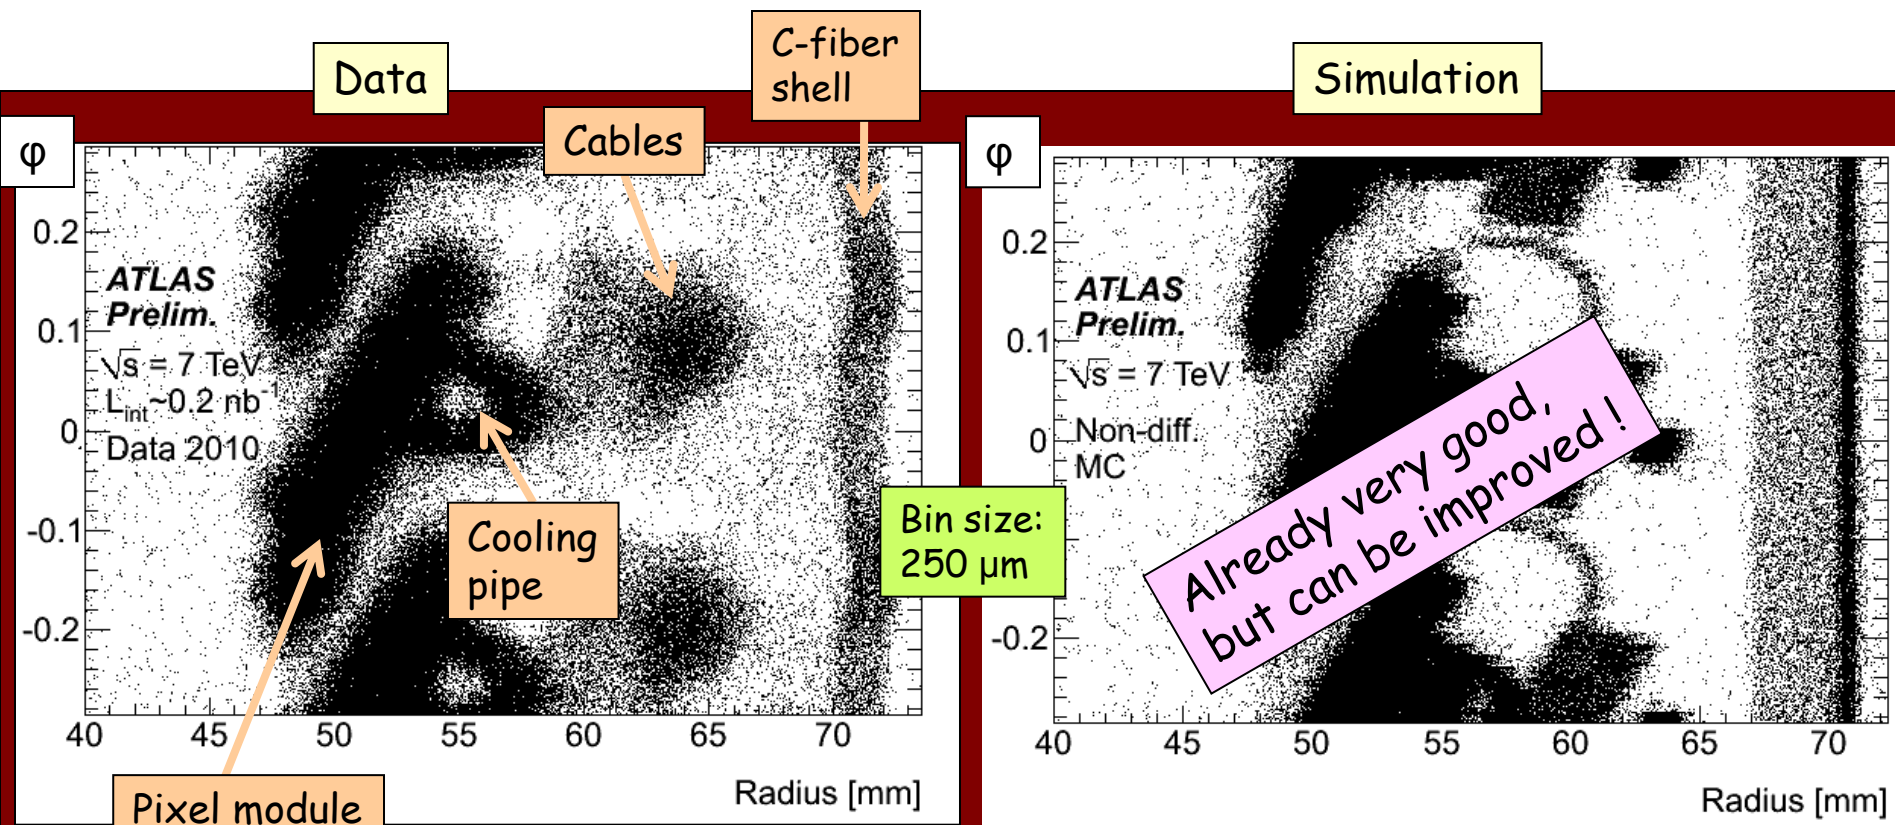 Data
C-fiber
shell
Simulation
Cables
φ
φ
0.2
0.1
0
-0.1
-0.2
ATLAS
Prelim.
√s = 7 TeV
Lint~0.2 nb-1
Data 2010
Cooling
pipe
Bin size:
250 µm
40 45 50 55 60 65 70
Radius [mm]
Pixel module
0.2
0.1
0
-0.2
ATLAS
Prelim.
√s = 7 TeV
Non-diff.
MC
Already very good,
but can be improved !
40 45 50 55 60 65 70
Radius [mm]